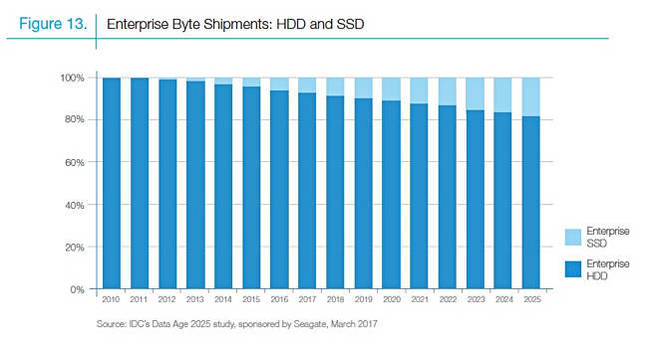 Figure 13. Enterprise Byte Shipments: HDD and SSD
100%
80%
60%
40%
20%
0%
2010 2011 2012 2013 2014 2015 2016 2017 2018 2019 2020 2021 2022 2023 2024 2025
Enterprise
SSD
Enterprise
HDD
Source: IDC's Data Age 2025 study, sponsored by Seagate, March 2017